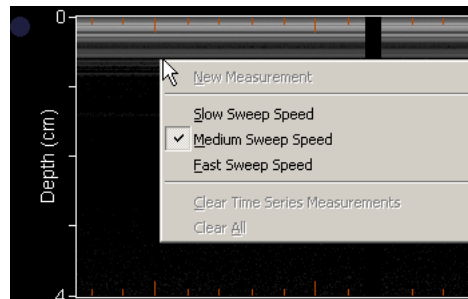 0
New Measurement
Slow Sweep Speed
Medium Sweep Speed
Fast Sweep Speed
Depth (cm)
Clear Time Series Measurements
Clear All
4